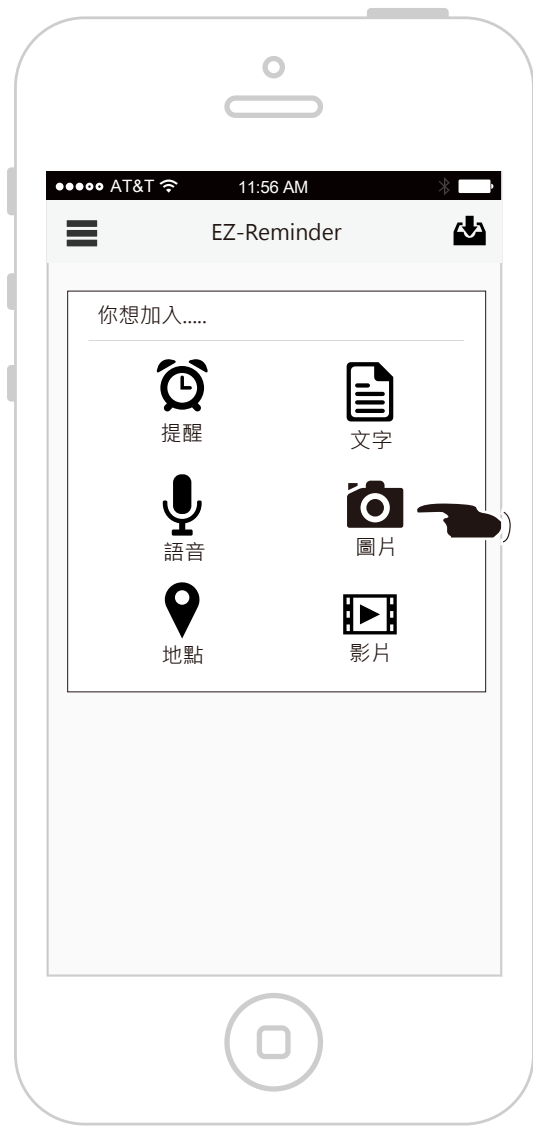 AT&T 11:56 AM
EZ-Reminder
你想加入.....
提醒 文字
語音 圖片
地點 影片